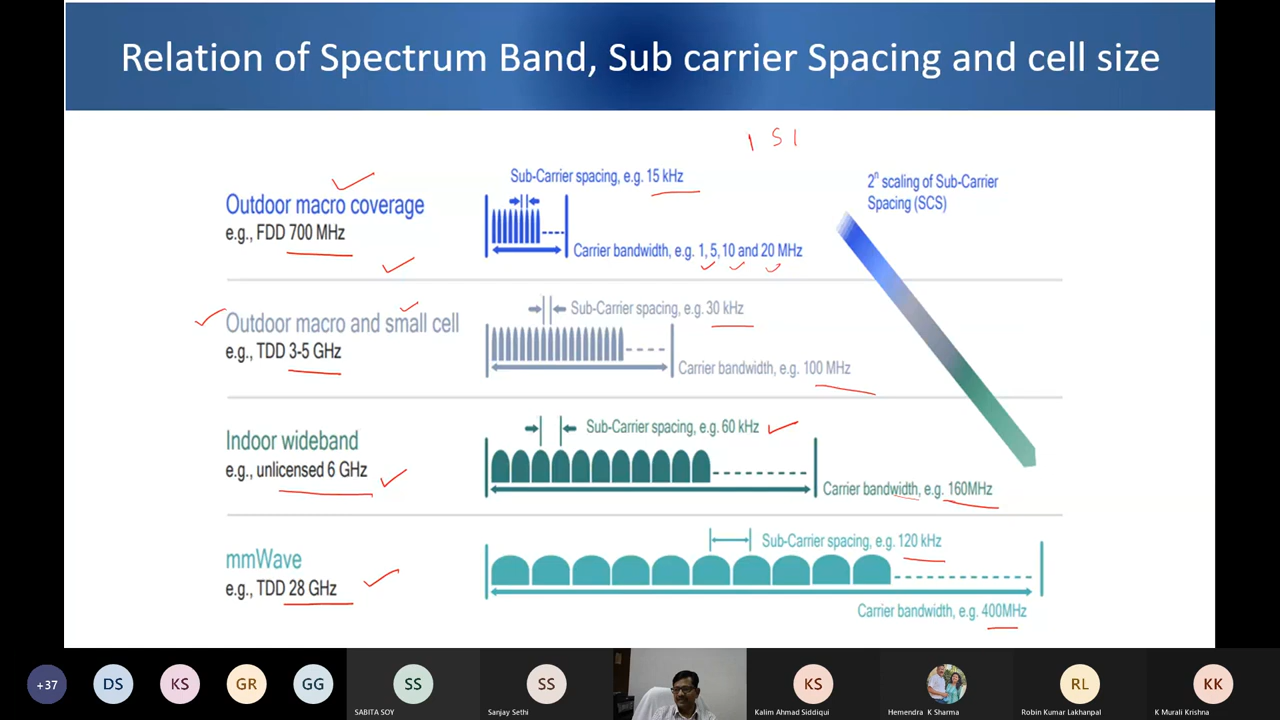 Relation of Spectrum Band, Sub carrier Spacing and cell size
ISI
Outdoor macro coverage
e.g., FDD 700 MHz
Sub-Carrier spacing, e.g. 15 kHz
Carrier bandwidth, e.g. 1, 5, 10 and 20 MHz
2ⁿ scaling of Sub-Carrier
Spacing (SCS)
Outdoor macro and small cell
e.g., TDD 3-5 GHz
Sub-Carrier spacing, e.g. 30 kHz
Carrier bandwidth, e.g. 100 MHz
Indoor wideband
e.g., unlicensed 6 GHz
Sub-Carrier spacing, e.g. 60 kHz
Carrier bandwidth, e.g. 160MHz
mmWave
e.g., TDD 28 GHz
Sub-Carrier spacing, e.g. 120 kHz
Carrier bandwidth, e.g. 400MHz
+37
DS
KS
GR
GG
SS
SABITA SOY
SS
Sanjay Sethi
KS
Kalim Ahmad Siddiqui
Hemendra K Sharma
RL
Robin Kumar Lakhanpal
KK
K Murali Krishna